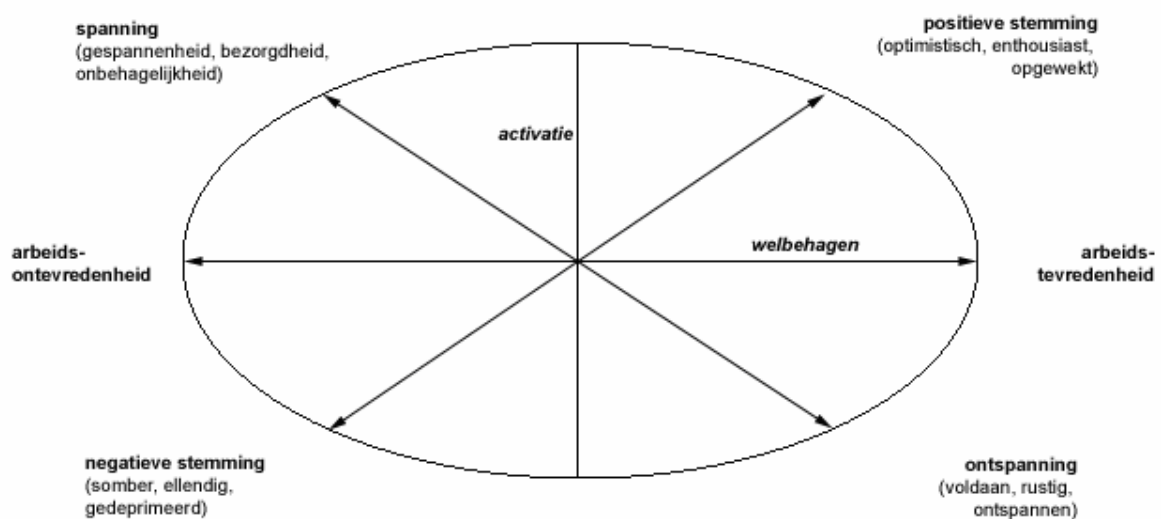 spanning
(gespannenheid, bezorgdheid,
onbehagelijkheid)
positieve stemming
(optimistisch, enthousiast,
opgewekt)
activatie
welbehagen
arbeids-
ontevredenheid
arbeids-
tevredenheid
negatieve stemming
(somber, ellendig,
gedeprimeerd)
ontspanning
(voldaan, rustig,
ontspannen)